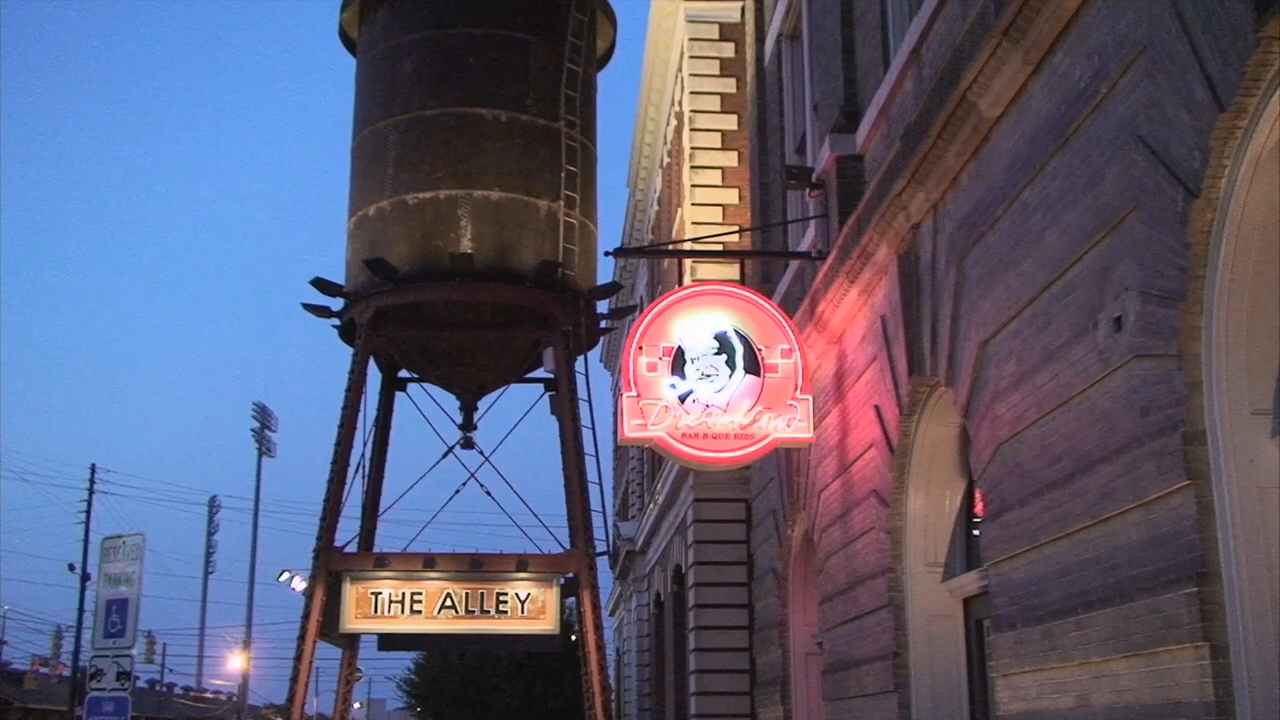 THE ALLEY
Dreamland
BAR-B-QUE RIBS
RESERVED
PARKING